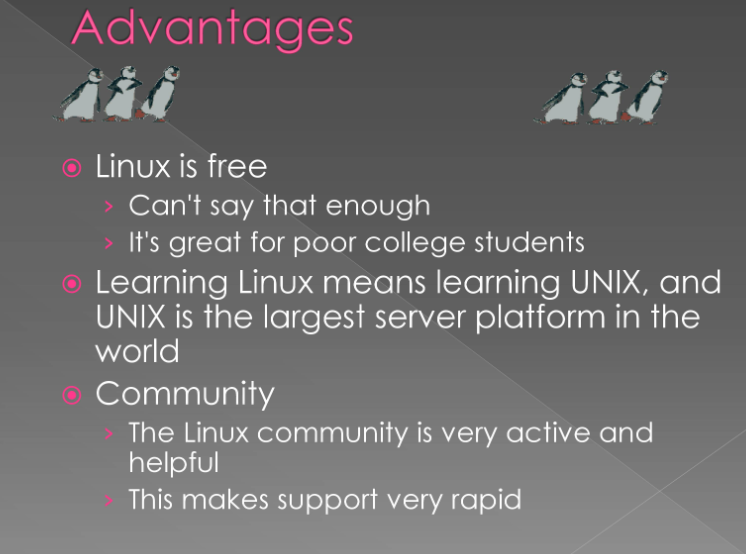 Advantages
Linux is free
Can't say that enough
It's great for poor college students
Learning Linux means learning UNIX, and
UNIX is the largest server platform in the
world
Community
The Linux community is very active and
helpful
This makes support very rapid